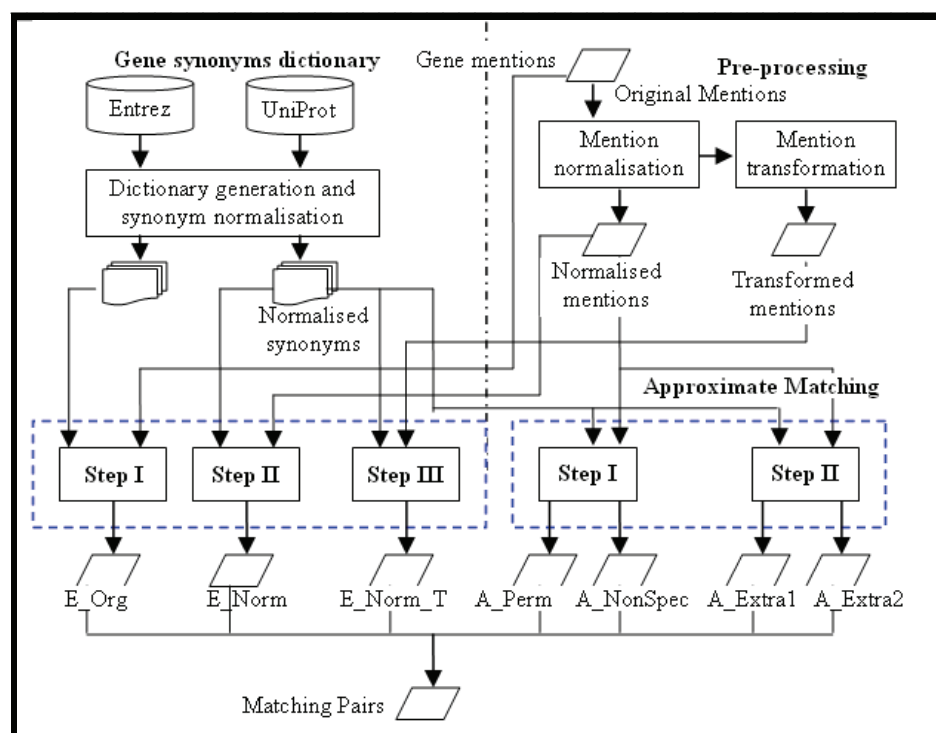 Gene synonyms dictionary
Entrez
UniProt
Dictionary generation and
synonym normalisation
Normalised
synonyms
Gene mentions
Pre-processing
Original Mentions
Mention
normalisation
Mention
transformation
Normalised
mentions
Transformed
mentions
Approximate Matching
Step I
Step II
Step III
Step I
Step II
E_Org
E_Norm
E_Norm_T
A_Perm
A_NonSpec
A_Extra1
A_Extra2
Matching Pairs